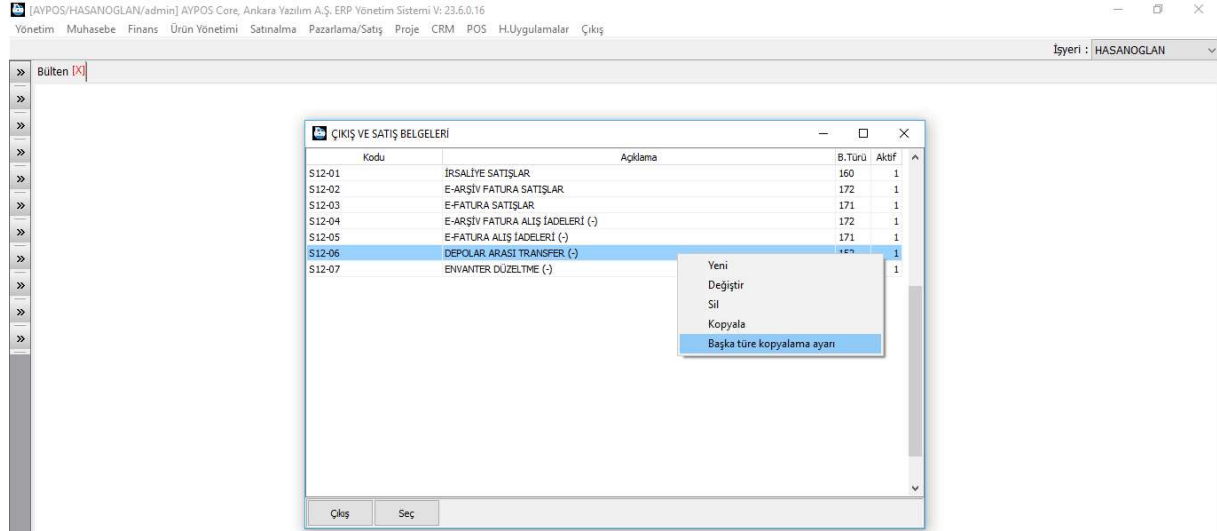 [AYPOS/HASANOGLAN/admin] AYPOS Core, Ankara Yazılım A.Ş. ERP Yönetim Sistemi V: 23.6.0.16
Yönetim Muhasebe Finans Ürün Yönetimi Satınalma Pazarlama/Satış Proje CRM POS H.Uygulamalar Çıkış
İşyeri : HASANOGLAN
Bülten [X]
ÇIKIŞ VE SATIŞ BELGELERİ
Kodu Açıklama B.Türü Aktif
S12-01 İRSALİYE SATIŞLAR 160 1
S12-02 E-ARŞİV FATURA SATIŞLAR 172 1
S12-03 E-FATURA SATIŞLAR 171 1
S12-04 E-ARŞİV FATURA ALIŞ İADELERİ (-) 172 1
S12-05 E-FATURA ALIŞ İADELERİ (-) 171 1
S12-06 DEPOLAR ARASI TRANSFER (-) 1
S12-07 ENVANTER DÜZELTME (-) 1
Yeni
Değiştir
Sil
Kopyala
Başka türe kopyalama ayarı
Çıkış Seç